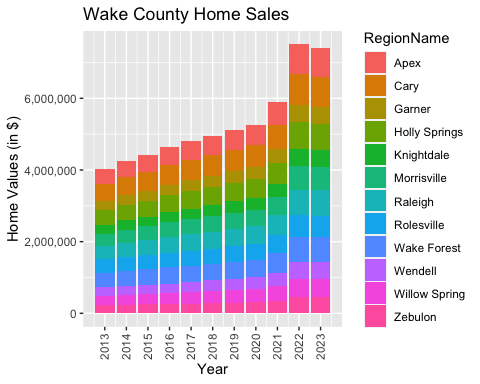 Wake County Home Sales
Home Values (in $)
6,000,000
4,000,000
2,000,000
0
2013
2014
2015
2016
2017
2018
2019
2020
2021
2022
2023
Year
RegionName
Apex
Cary
Garner
Holly Springs
Knightdale
Morrisville
Raleigh
Rolesville
Wake Forest
Wendell
Willow Spring
Zebulon